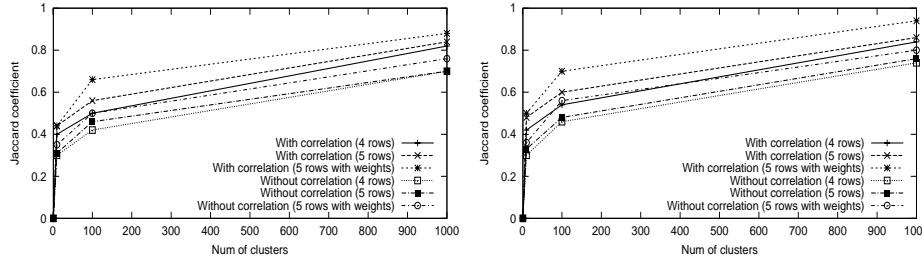 1
0.8
0.6
0.4
0.2
0
Jaccard coefficient
With correlation (4 rows)
With correlation (5 rows)
With correlation (5 rows with weights)
Without correlation (4 rows)
Without correlation (5 rows)
Without correlation (5 rows with weights)
0 100 200 300 400 500 600 700 800 900 1000
Num of clusters
1
0.8
0.6
0.4
0.2
0
Jaccard coefficient
With correlation (4 rows)
With correlation (5 rows)
With correlation (5 rows with weights)
Without correlation (4 rows)
Without correlation (5 rows)
Without correlation (5 rows with weights)
0 100 200 300 400 500 600 700 800 900 100
Num of clusters